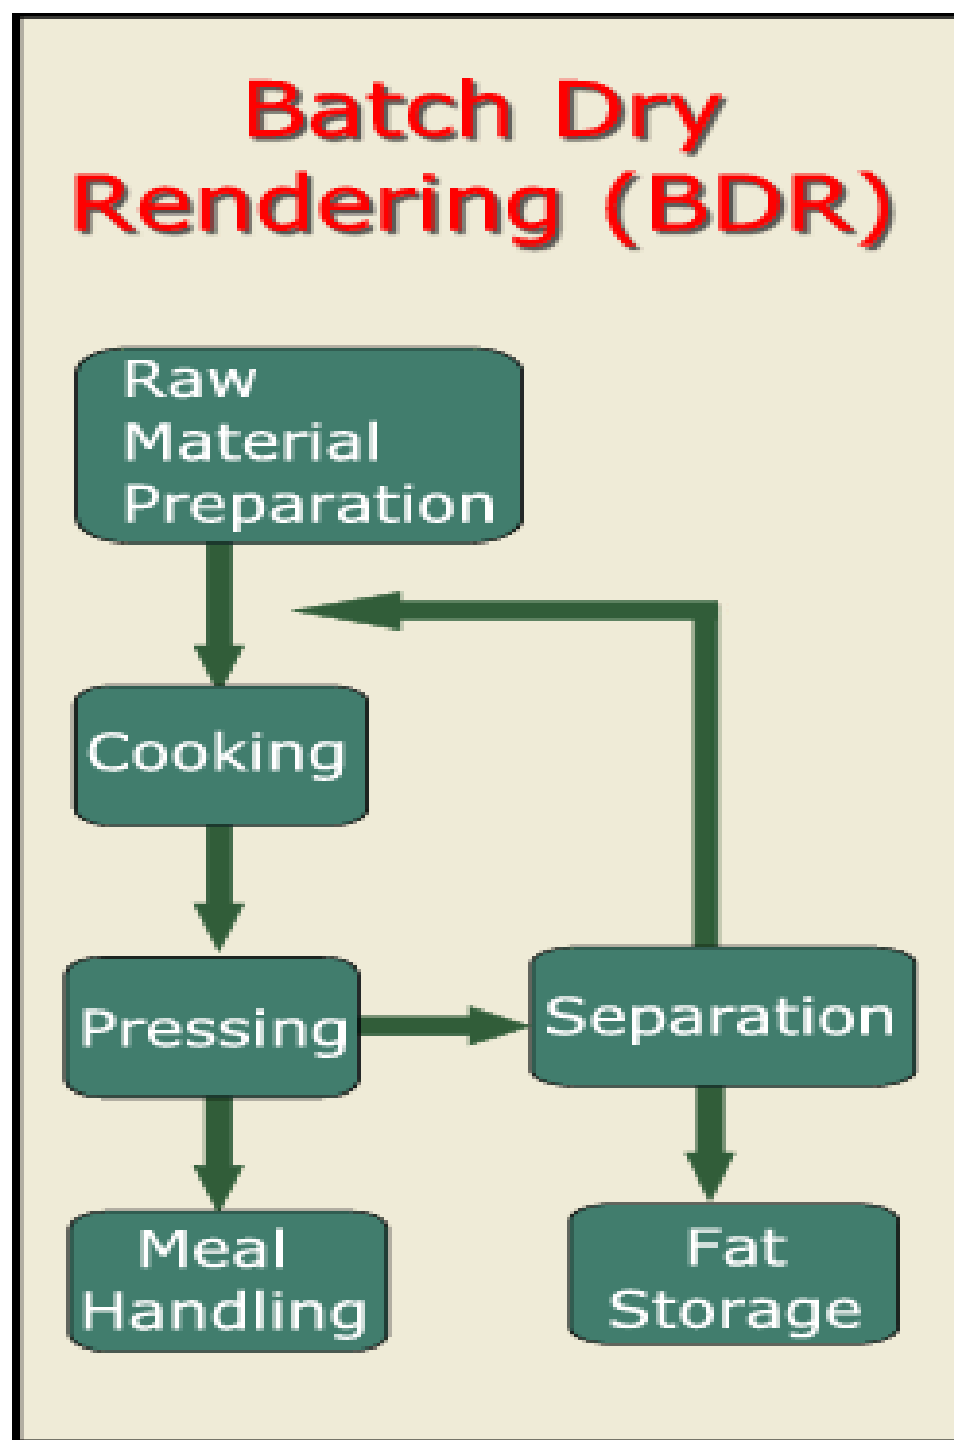 Batch Dry
Rendering (BDR)
Raw
Material
Preparation
Cooking
Pressing
Separation
Meal
Handling
Fat
Storage